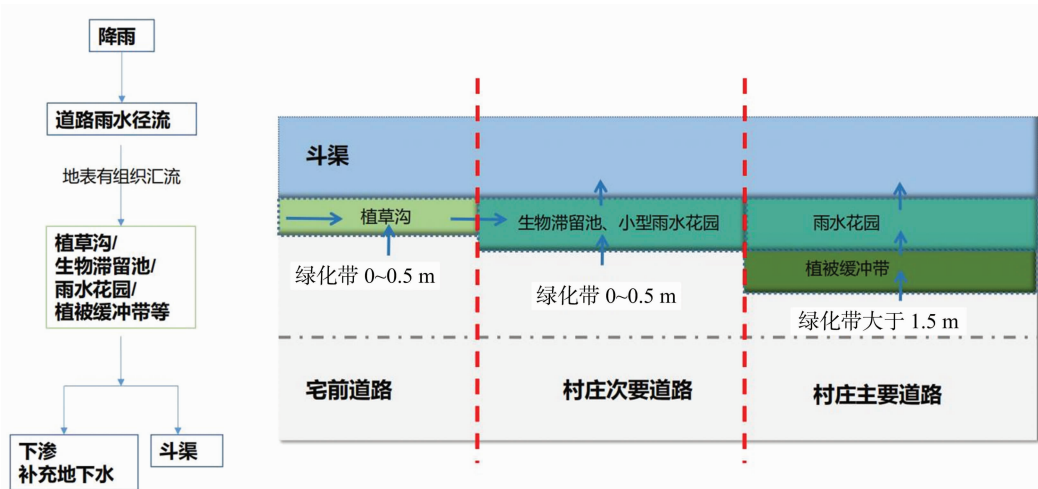 降雨
道路雨水径流
地表有组织汇流
植草沟/
生物滞留池/
雨水花园/
植被缓冲带等
下渗
补充地下水
斗渠
斗渠
植草沟
生物滞留池、小型雨水花园
雨水花园
植被缓冲带
绿化带 0~0.5 m
绿化带 0~0.5 m
绿化带大于 1.5 m
宅前道路
村庄次要道路
村庄主要道路